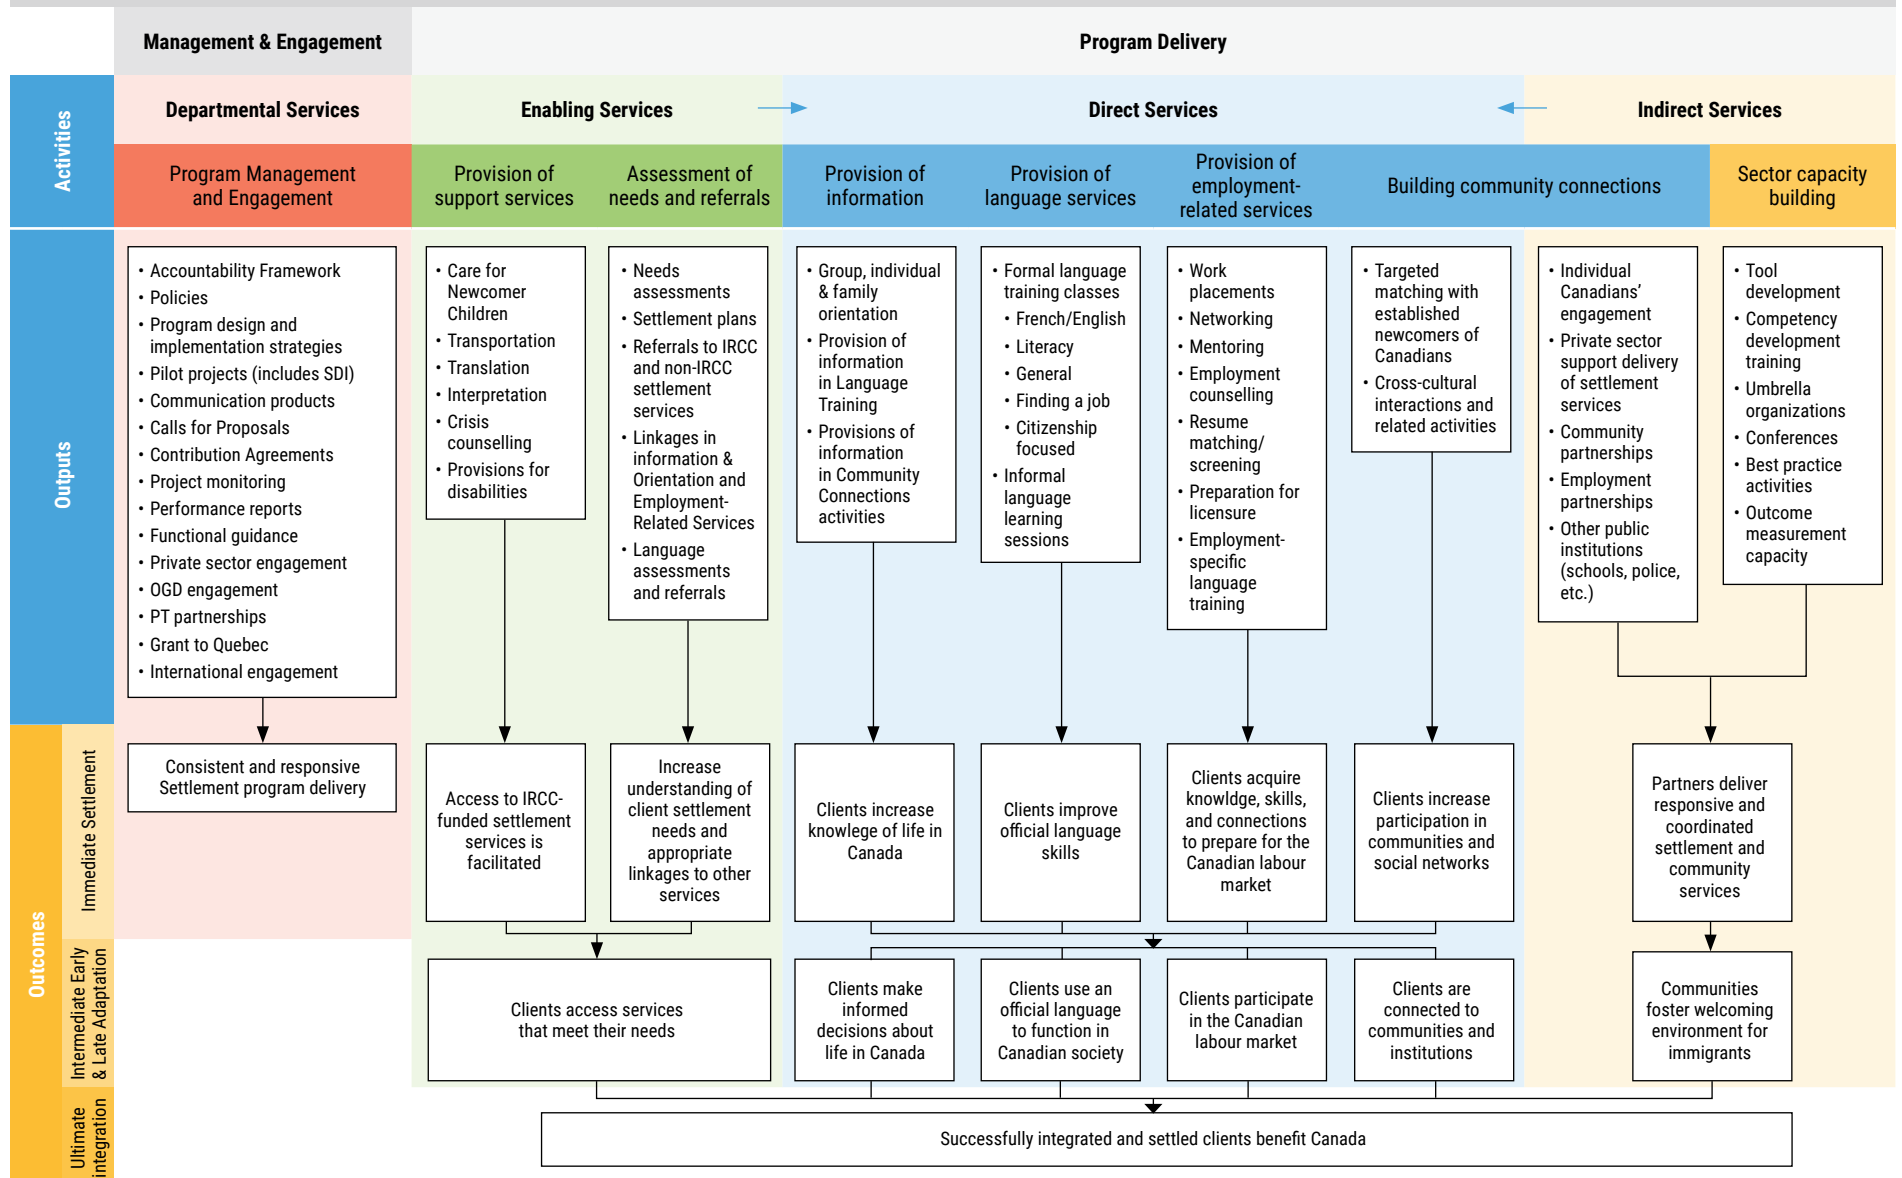 Management & Engagement
Program Delivery
Activities
Departmental Services
Enabling Services
Direct Services
Indirect Services
Program Management
and Engagement
Provision of
support services
Assessment of
needs and referrals
Provision of
information
Provision of
language services
Provision of
employment-
related services
Building community connections
Sector capacity
building
Outputs
• Accountability Framework
• Policies
• Program design and
implementation strategies
• Pilot projects (includes SDI)
• Communication products
• Calls for Proposals
• Contribution Agreements
• Project monitoring
• Performance reports
• Functional guidance
• Private sector engagement
• OGD engagement
• PT partnerships
• Grant to Quebec
• International engagement
• Care for
Newcomer
Children
• Transportation
• Translation
• Interpretation
• Crisis
counselling
• Provisions for
disabilities
• Needs
assessments
• Settlement plans
• Referrals to IRCC
and non-IRCC
settlement
services
• Linkages in
information &
Orientation and
Employment-
Related Services
• Language
assessments
and referrals
• Group, individual
& family
orientation
• Provision of
information
in Language
Training
• Provisions of
information
in Community
Connections
activities
• Formal language
training classes
• French/English
• Literacy
• General
• Finding a job
• Citizenship
focused
• Informal
language
learning
sessions
• Work
placements
• Networking
• Mentoring
• Employment
counselling
• Resume
matching/
screening
• Preparation for
licensure
• Employment-
specific
language
training
• Targeted
matching with
established
newcomers of
Canadians
• Cross-cultural
interactions and
related activities
• Individual
Canadians’
engagement
• Private sector
support delivery
of settlement
services
• Community
partnerships
• Employment
partnerships
• Other public
institutions
(schools, police,
etc.)
• Tool
development
• Competency
development
training
• Umbrella
organizations
• Conferences
• Best practice
activities
• Outcome
measurement
capacity
Outcomes
Immediate Settlement
Consistent and responsive
Settlement program delivery
Access to IRCC-
funded settlement
services is
facilitated
Increase
understanding of
client settlement
needs and
appropriate
linkages to other
services
Clients increase
knowlege of life in
Canada
Clients improve
official language
skills
Clients acquire
knowldge, skills,
and connections
to prepare for the
Canadian labour
market
Clients increase
participation in
communities and
social networks
Partners deliver
responsive and
coordinated
settlement and
community
services
Intermediate Early
& Late Adaptation
Clients access services
that meet their needs
Clients make
informed
decisions about
life in Canada
Clients use an
official language
to function in
Canadian society
Clients participate
in the Canadian
labour market
Clients are
connected to
communities and
institutions
Communities
foster welcoming
environment for
immigrants
Ultimate
integration
Successfully integrated and settled clients benefit Canada